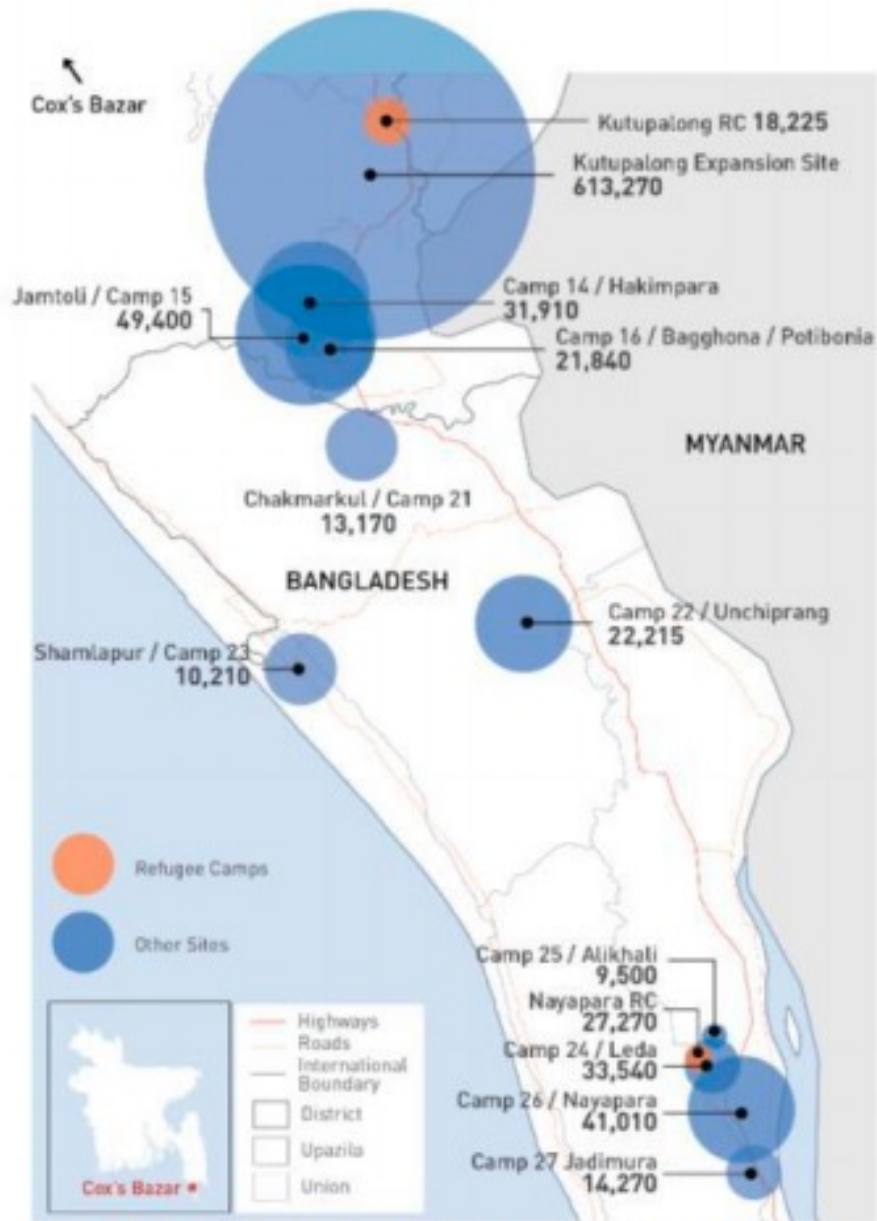 Cox's Bazar
Kutupalong RC 18,225
Kutupalong Expansion Site
613,270
Jamtoli / Camp 15
49,400
Camp 14 / Hakimpara
31,910
Camp 16 / Bagghona / Potibonia
21,840
MYANMAR
Chakmarkul / Camp 21
13,170
BANGLADESH
Camp 22 / Unchiprang
22,215
Shamlapur / Camp 23
10,210
Refugee Camps
Other Sites
Camp 25 / Alikhali
9,500
Nayapara RC
27,270
Camp 24 / Leda
33,540
Camp 26 / Nayapara
41,010
Camp 27 Jadimura
14,270
Highways
Roads
International
Boundary
District
Upazila
Union
Cox's Bazar